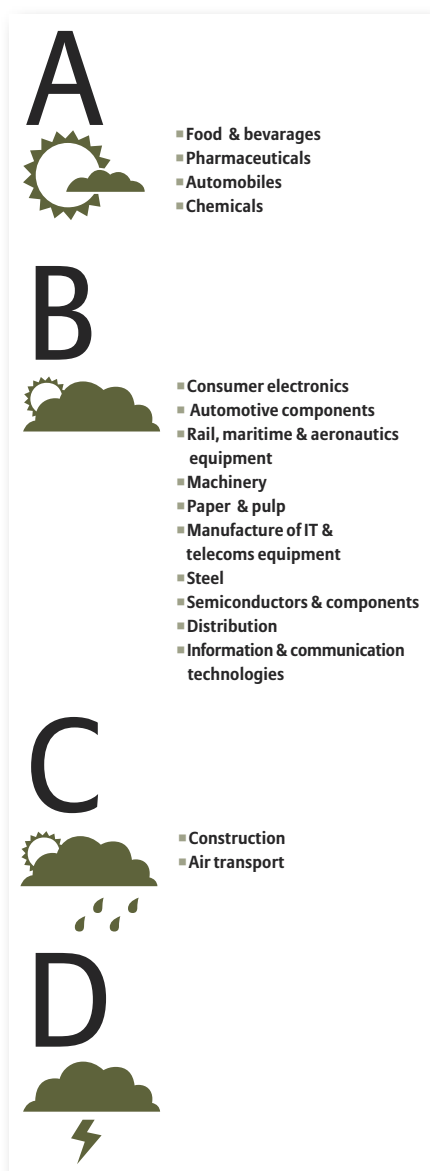 A
Food & bevarages
Pharmaceuticals
Automobiles
Chemicals
B
Consumer electronics
Automotive components
Rail, maritime & aeronautics
equipment
Machinery
Paper & pulp
Manufacture of IT &
telecoms equipment
Steel
Semiconductors & components
Distribution
Information & communication
technologies
C
Construction
Air transport
D